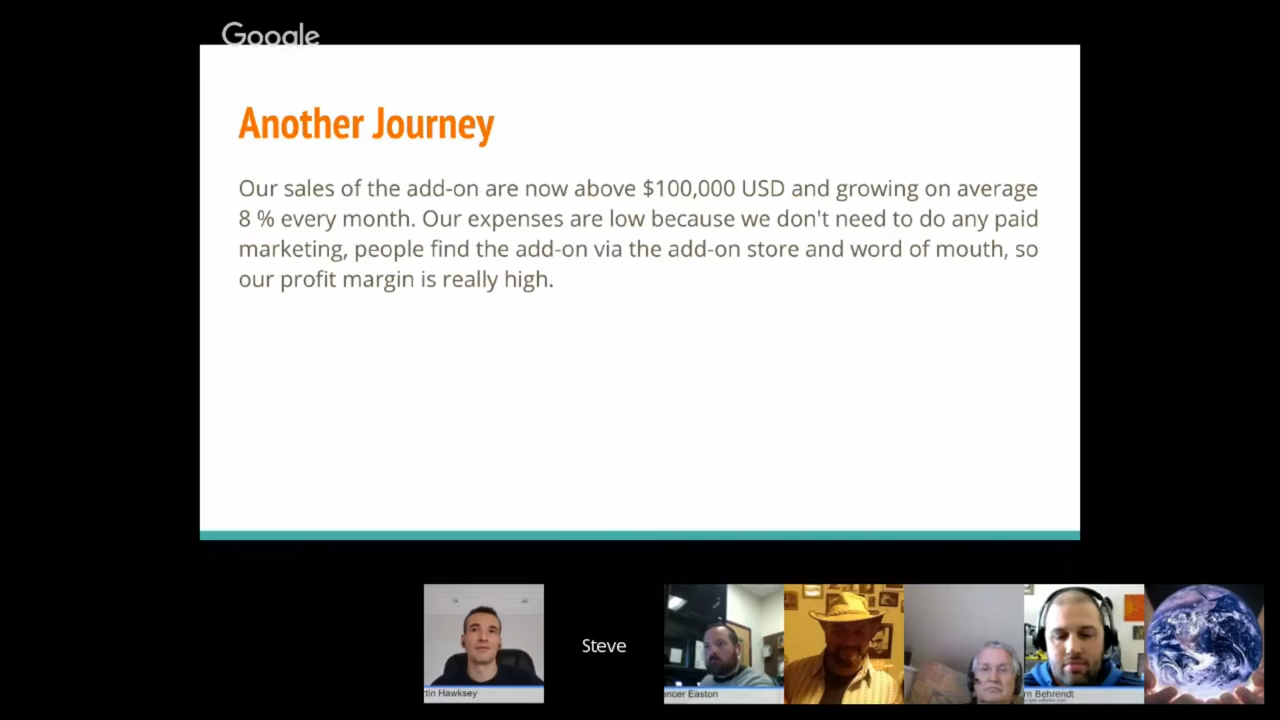 Google
Another Journey
Our sales of the add-on are now above $100,000 USD and growing on average
8 % every month. Our expenses are low because we don't need to do any paid
marketing, people find the add-on via the add-on store and word of mouth, so
our profit margin is really high.
Steve
tin Hawksey
encer Easton
rn Behrendt